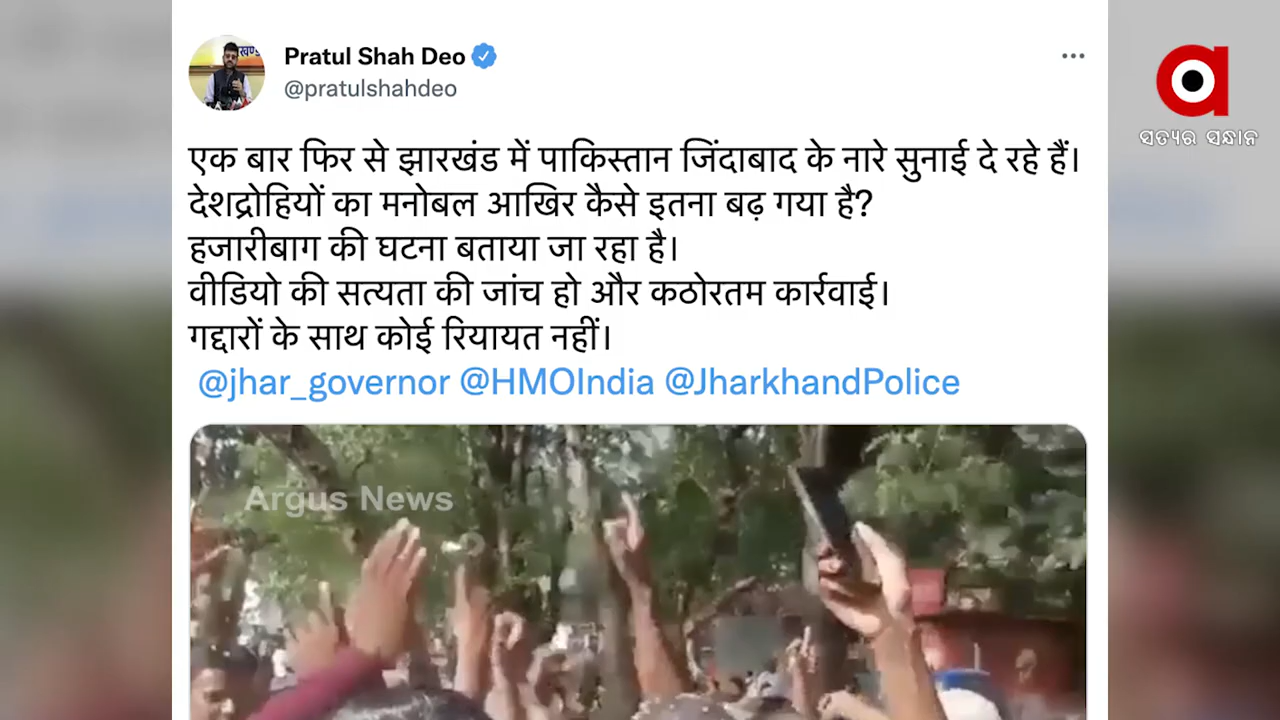 Pratul Shah Deo
@pratulshahdeo
ସତ୍ୟର ସନ୍ଧାନ
एक बार फिर से झारखंड में पाकिस्तान जिंदाबाद के नारे सुनाई दे रहे हैं।
देशद्रोहियों का मनोबल आखिर कैसे इतना बढ़ गया है?
हजारीबाग की घटना बताया जा रहा है।
वीडियो की सत्यता की जांच हो और कठोरतम कार्रवाई।
गद्दारों के साथ कोई रियायत नहीं।
@jhar_governor @HMOIndia @JharkhandPolice
Argus News